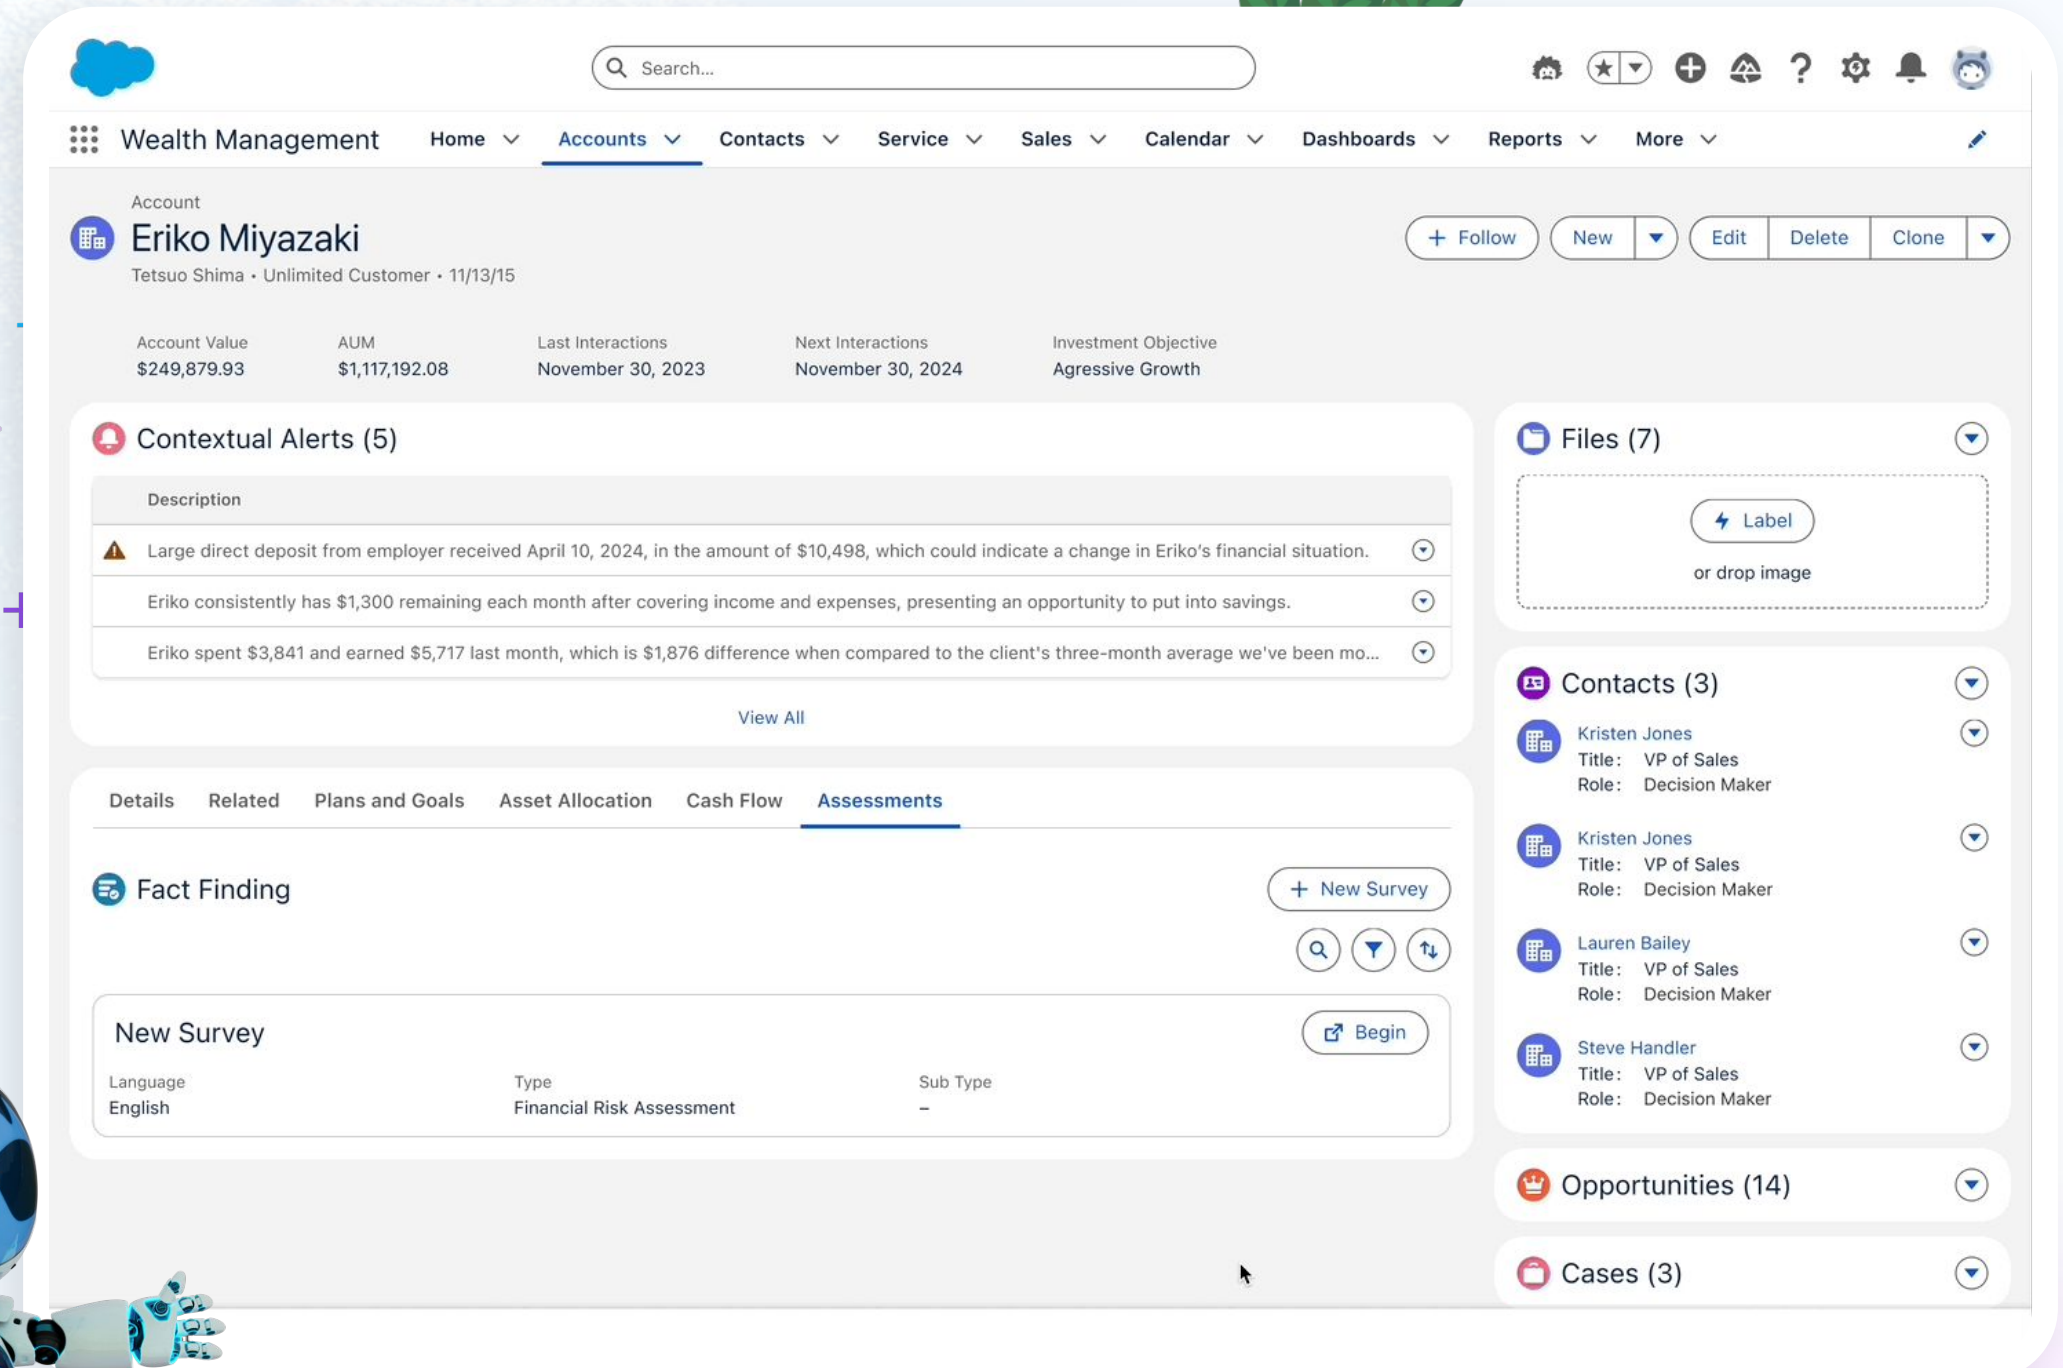 Search...
Wealth Management Home Accounts Contacts Service Sales Calendar Dashboards Reports More
Account
Eriko Miyazaki
Tetsuo Shima • Unlimited Customer • 11/13/15
+ Follow New Edit Delete Clone
Account Value AUM Last Interactions Next Interactions Investment Objective
$249,879.93 $1,117,192.08 November 30, 2023 November 30, 2024 Agressive Growth
Contextual Alerts (5)
Description
Large direct deposit from employer received April 10, 2024, in the amount of $10,498, which could indicate a change in Eriko's financial situation.
Eriko consistently has $1,300 remaining each month after covering income and expenses, presenting an opportunity to put into savings.
Eriko spent $3,841 and earned $5,717 last month, which is $1,876 difference when compared to the client's three-month average we've been mo...
View All
Details Related Plans and Goals Asset Allocation Cash Flow Assessments
Fact Finding
+ New Survey
New Survey
Begin
Language Type Sub Type
English Financial Risk Assessment –
Files (7)
Label
or drop image
Contacts (3)
Kristen Jones
Title: VP of Sales
Role: Decision Maker
Kristen Jones
Title: VP of Sales
Role: Decision Maker
Lauren Bailey
Title: VP of Sales
Role: Decision Maker
Steve Handler
Title: VP of Sales
Role: Decision Maker
Opportunities (14)
Cases (3)